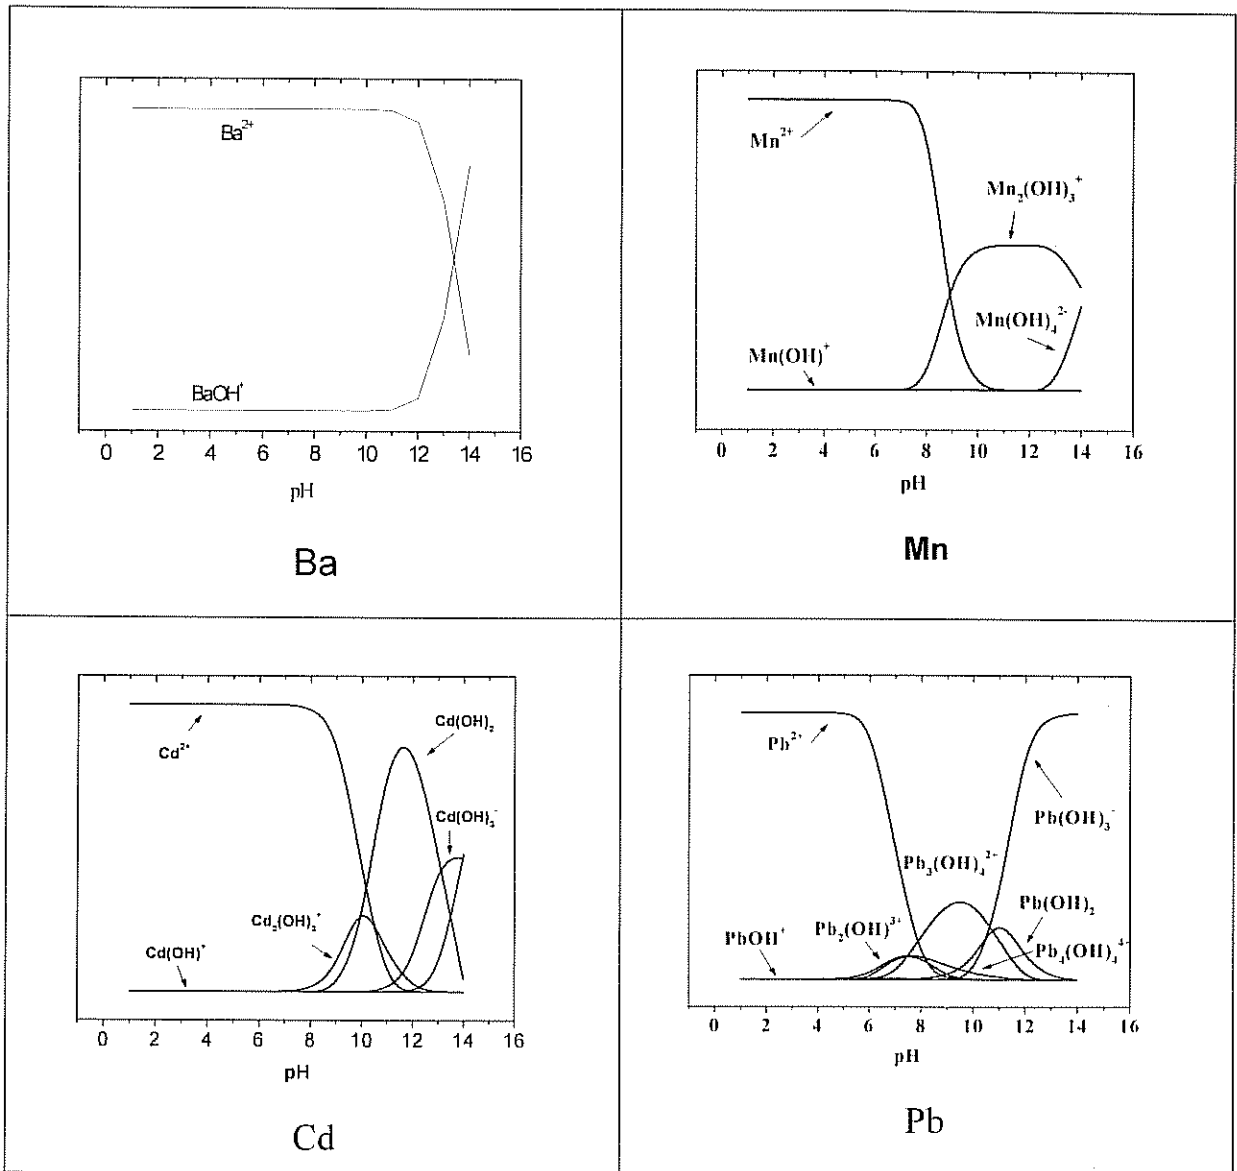 Ba²⁺
BaOH⁺
0 2 4 6 8 10 12 14 16
pH
Ba
Mn²⁺
Mn₂(OH)₃⁺
Mn(OH)₄²⁻
Mn(OH)⁺
0 2 4 6 8 10 12 14 16
pH
Mn
Cd(OH)₂
Cd²⁺
Cd(OH)₃⁻
Cd₂(OH)₂⁺
Cd(OH)⁺
0 2 4 6 8 10 12 14 16
pH
Cd
Pb²⁺
Pb(OH)₃⁻
Pb₃(OH)₄²⁺
Pb(OH)₂
Pb₂(OH)³⁺
PbOH⁺
Pb₄(OH)₄⁴⁻
0 2 4 6 8 10 12 14 16
pH
Pb